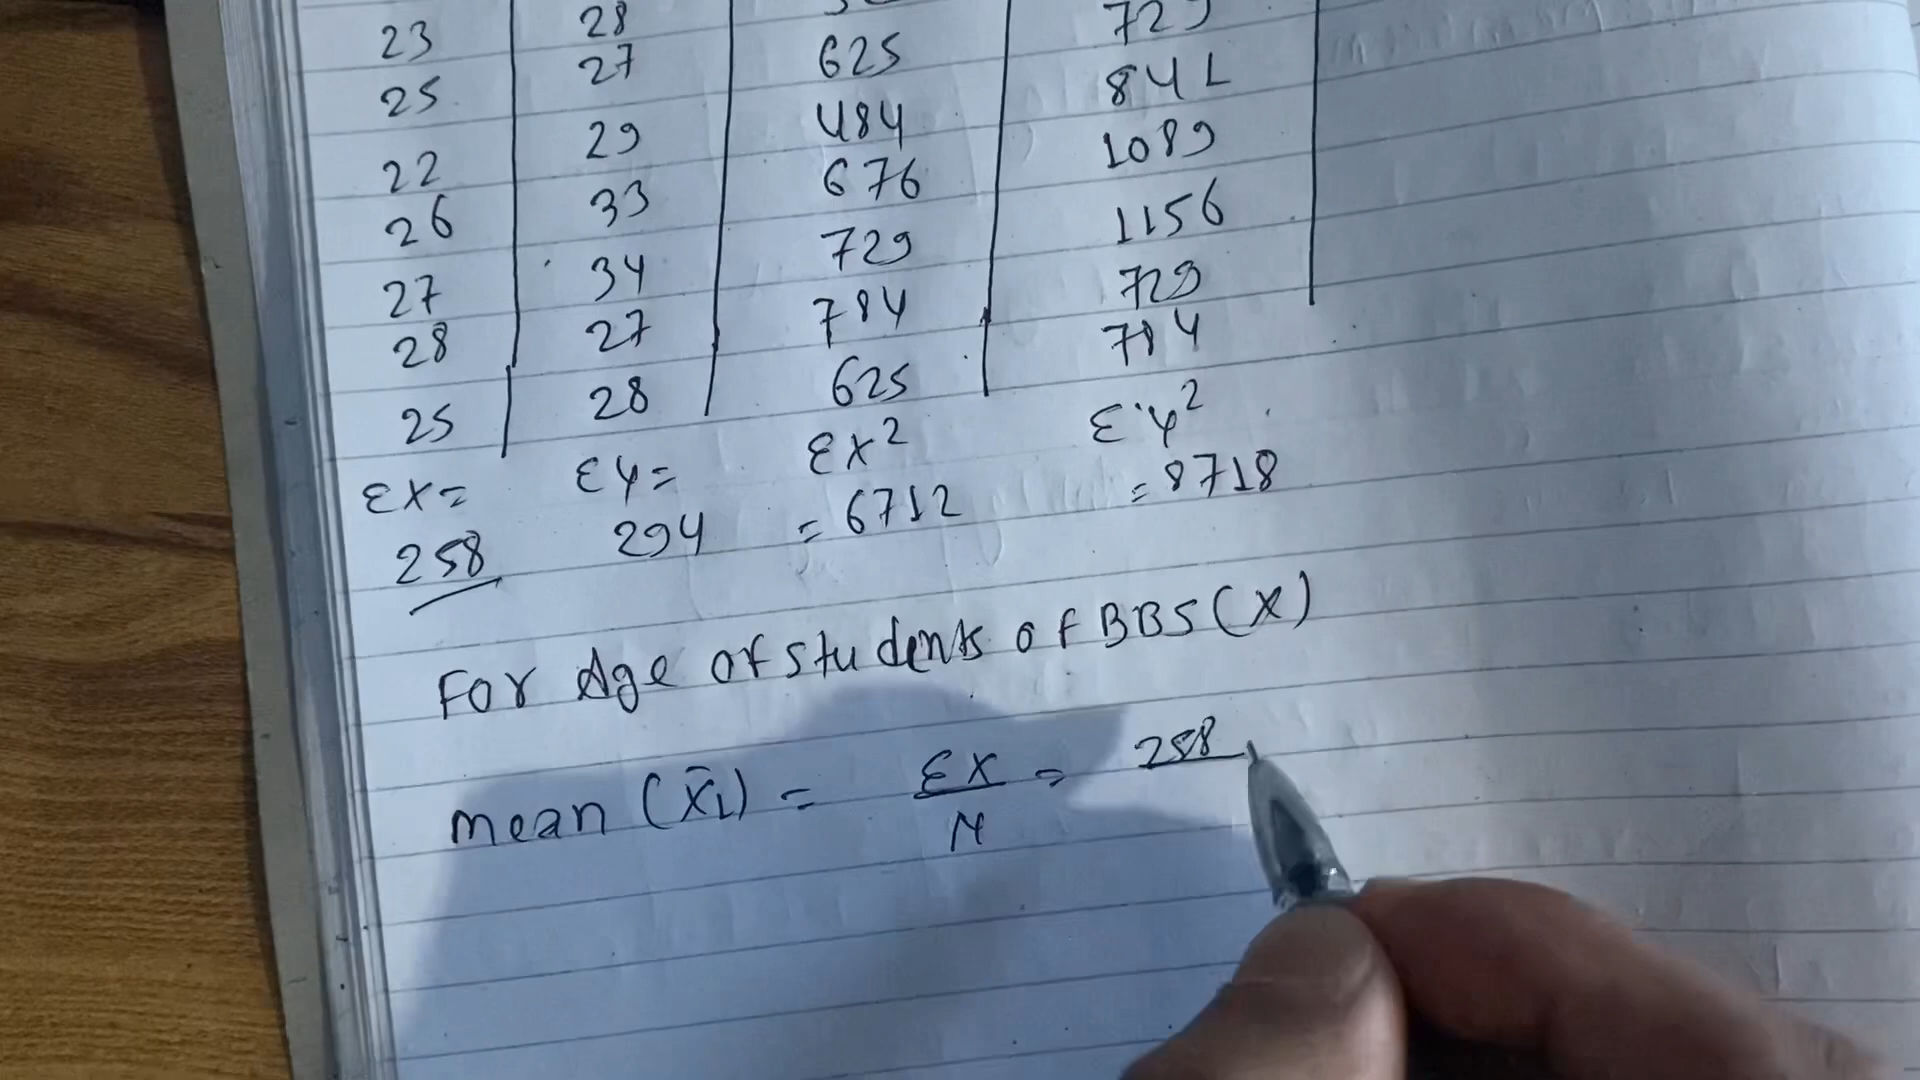 23 28 729
25 27 625 841
22 29 484 1089
26 33 676 1156
27 34 729 729
28 27 784 784
25 28 625
ΣX= ΣY= ΣX² ΣY²
258 294 = 6712 = 8718
For Age of students of BBS (X)
mean (X̄1) = ΣX/N = 258